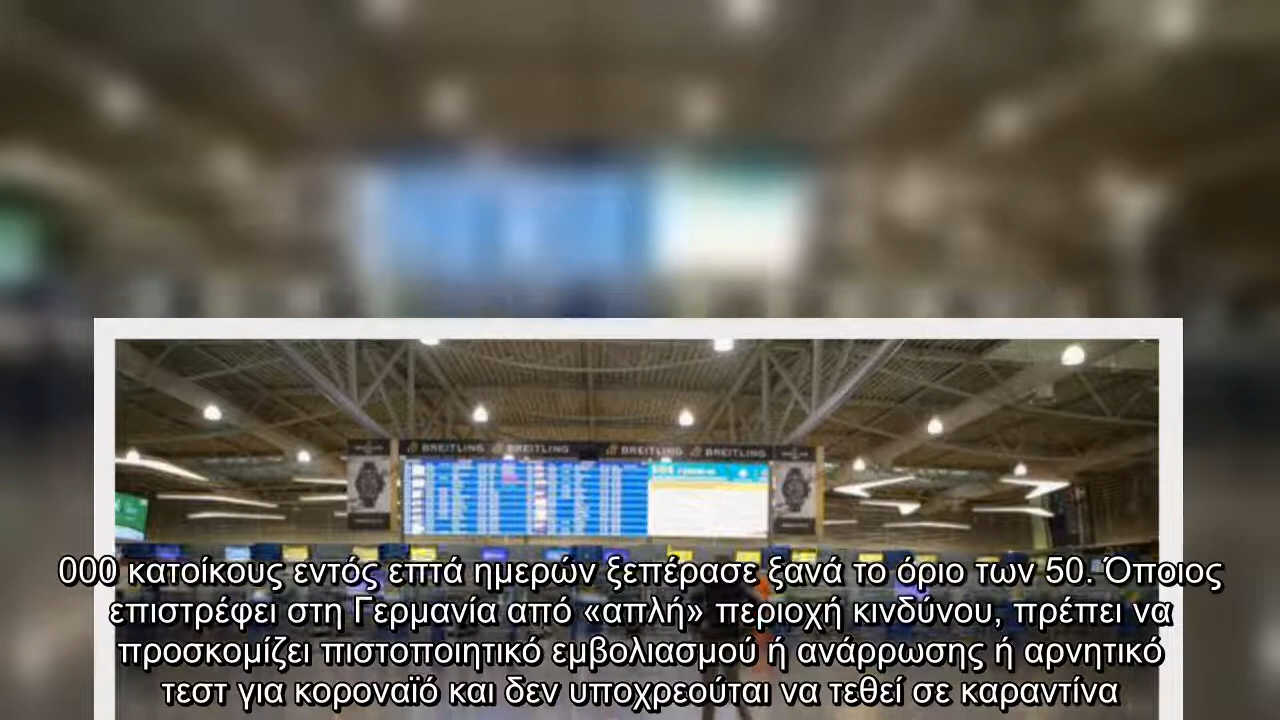 BREITLING BREITLING BREITLING BREITLING
000 κατοίκους εντός επτά ημερών ξεπέρασε ξανά το όριο των 50. Όποιος
επιστρέφει στη Γερμανία από «απλή» περιοχή κινδύνου, πρέπει να
προσκομίζει πιστοποιητικό εμβολιασμού ή ανάρρωσης ή αρνητικό
τεστ για κοροναϊό και δεν υποχρεούται να τεθεί σε καραντίνα